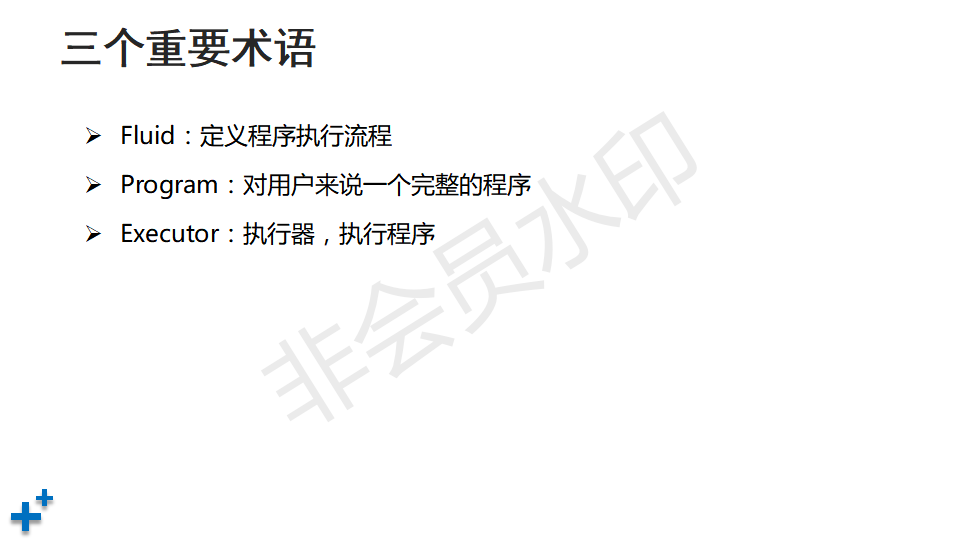 三个重要术语
Fluid：定义程序执行流程
Program：对用户来说一个完整的程序
Executor：执行器，执行程序
非会员水印